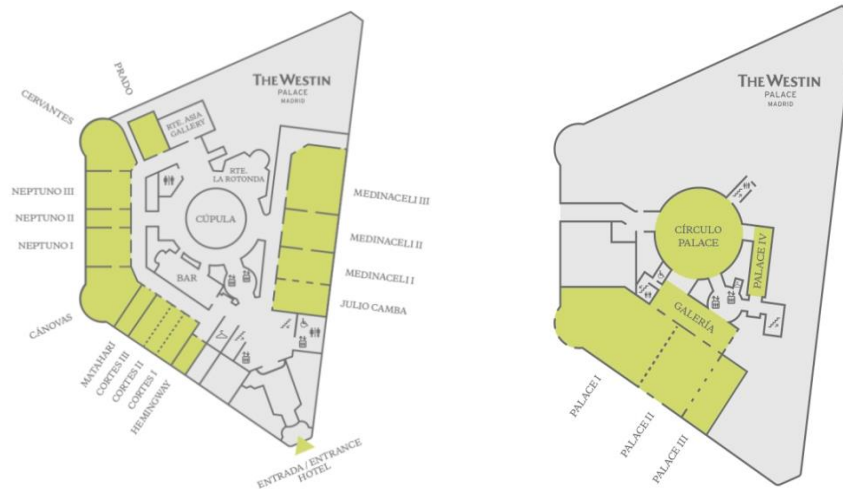 THE WESTIN
PALACE
MADRID
PRADO
CERVANTES
RTE. ASIA
GALLERY
RTE.
LA ROTONDA
NEPTUNO III
NEPTUNO II
NEPTUNO I
CÚPULA
MEDINACELI III
MEDINACELI II
MEDINACELI I
JULIO CAMBA
BAR
CÁNOVAS
MATAHARI
CORTES III
CORTES II
CORTES I
HEMINGWAY
ENTRADA / ENTRANCE
HOTEL
THE WESTIN
PALACE
MADRID
CÍRCULO
PALACE
PALACE IV
GALERÍA
PALACE I
PALACE II
PALACE III